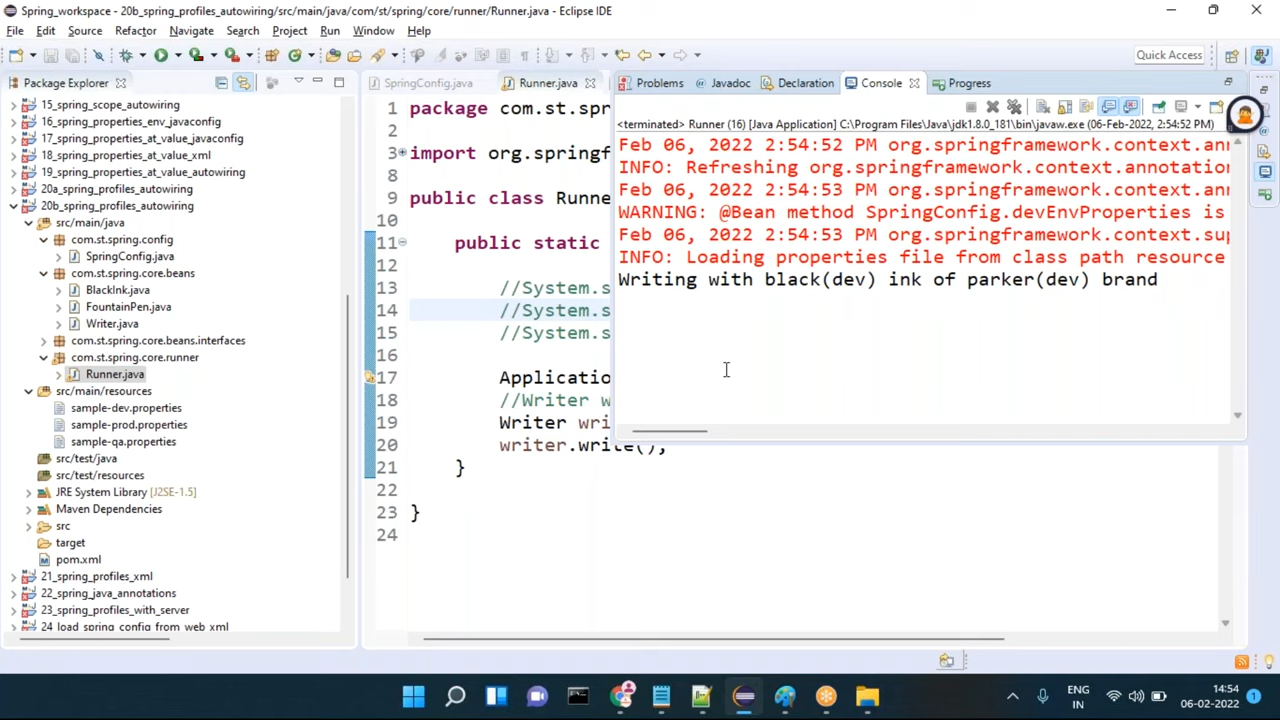 Spring_workspace - 20b_spring_profiles_autowiring/src/main/java/com/st/spring/core/runner/Runner.java - Eclipse IDE
File Edit Source Refactor Navigate Search Project Run Window Help
Quick Access
Package Explorer
15_spring_scope_autowiring
16_spring_properties_env_javaconfig
17_spring_properties_at_value_javaconfig
18_spring_properties_at_value_xml
19_spring_properties_at_value_autowiring
20a_spring_profiles_autowiring
20b_spring_profiles_autowiring
src/main/java
com.st.spring.config
SpringConfig.java
com.st.spring.core.beans
BlackInk.java
FountainPen.java
Writer.java
com.st.spring.core.beans.interfaces
com.st.spring.core.runner
Runner.java
src/main/resources
sample-dev.properties
sample-prod.properties
sample-qa.properties
src/test/java
src/test/resources
JRE System Library [J2SE-1.5]
Maven Dependencies
src
target
pom.xml
21_spring_profiles_xml
22_spring_java_annotations
23_spring_profiles_with_server
24_load_spring_config_from_web_xml
SpringConfig.java Runner.java
1 package com.st.spr
2
3 import org.springf
8
9 public class Runne
10
11 public static
12
13 //System.s
14 //System.s
15 //System.s
16
17 Applicatio
18 //Writer w
19 Writer wri
20 writer.write();
21 }
22
23 }
24
Problems @ Javadoc Declaration Console Progress
<terminated> Runner (16) [Java Application] C:\Program Files\Java\jdk1.8.0_181\bin\javaw.exe (06-Feb-2022, 2:54:52 PM)
Feb 06, 2022 2:54:52 PM org.springframework.context.ann
INFO: Refreshing org.springframework.context.annotation
Feb 06, 2022 2:54:53 PM org.springframework.context.ann
WARNING: @Bean method SpringConfig.devEnvProperties is
Feb 06, 2022 2:54:53 PM org.springframework.context.sup
INFO: Loading properties file from class path resource
Writing with black(dev) ink of parker(dev) brand
ENG
IN
14:54
06-02-2022